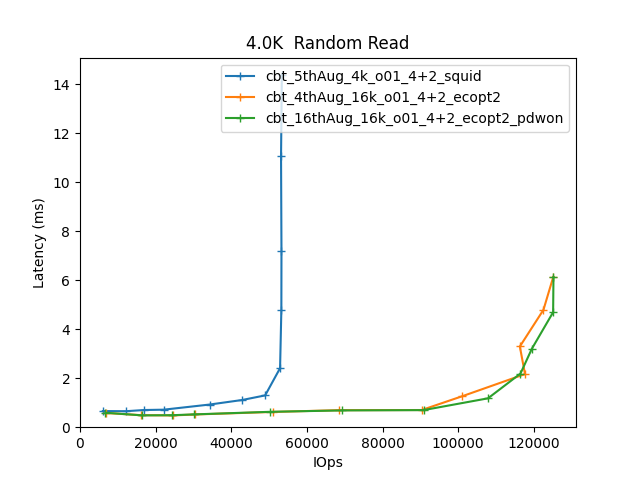 4.0K  Random Read
cbt_5thAug_4k_o01_4+2_squid
cbt_4thAug_16k_o01_4+2_ecopt2
cbt_16thAug_16k_o01_4+2_ecopt2_pdwon
Latency (ms)
14
12
10
8
6
4
2
0
0 20000 40000 60000 80000 100000 120000
IOps